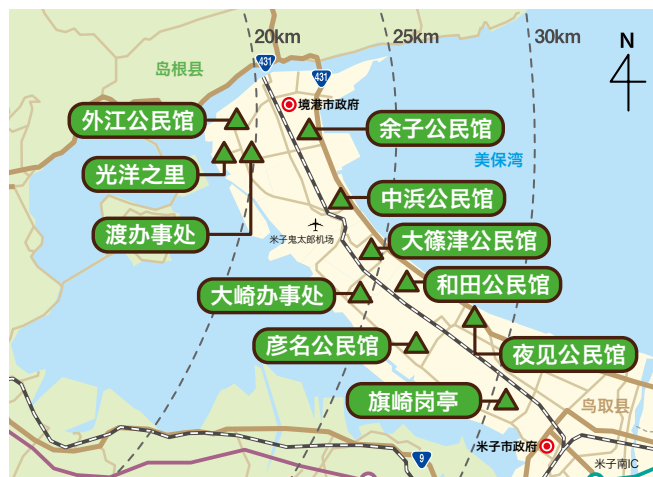 20km
25km
30km
N
431
431
岛根县
境港市政府
外江公民馆
余子公民馆
光洋之里
美保湾
中浜公民馆
渡办事处
米子鬼太郎机场
大篠津公民馆
大崎办事处
和田公民馆
彦名公民馆
夜见公民馆
旗崎岗亭
鸟取县
米子市政府
9
米子南IC